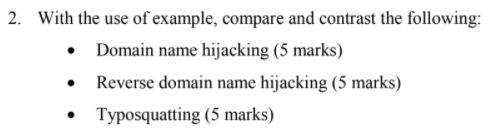 2. With the use of example, compare and contrast the following:
• Domain name hijacking (5 marks)
• Reverse domain name hijacking (5 marks)
• Typosquatting (5 marks)